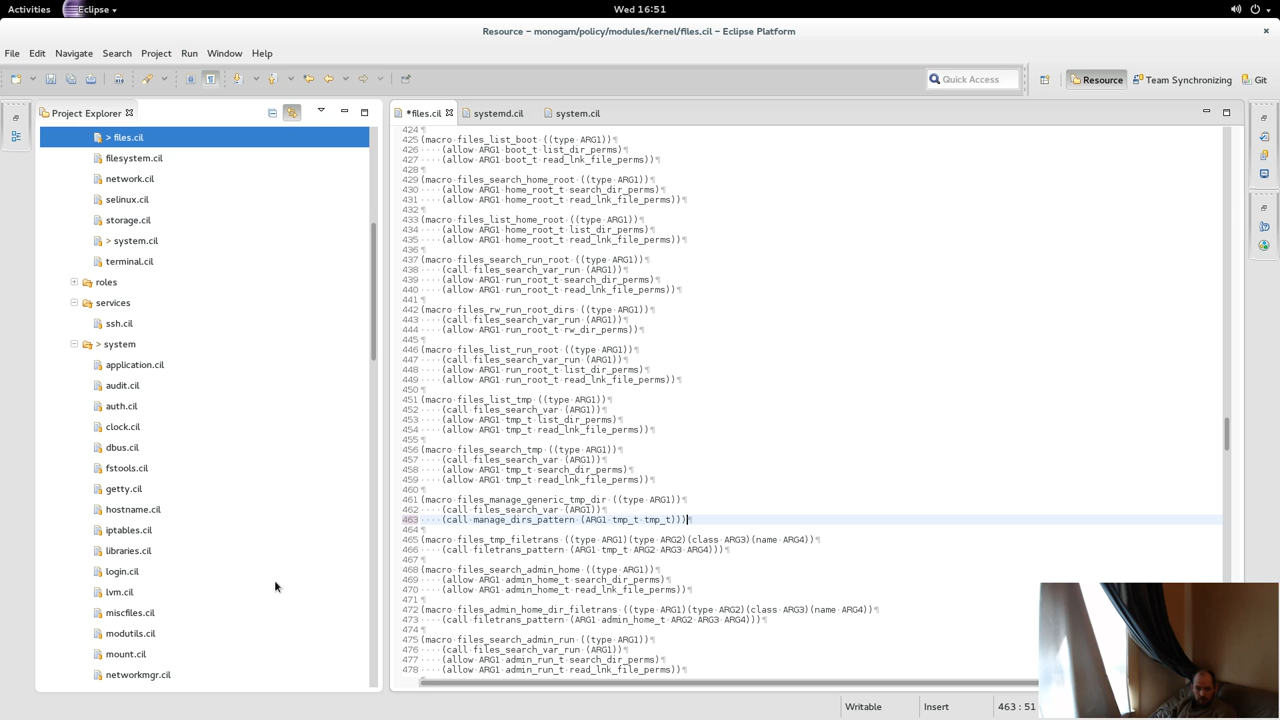 Activities
Eclipse
Wed 16:51
Resource – monogam/policy/modules/kernel/files.cil – Eclipse Platform
File Edit Navigate Search Project Run Window Help
Quick Access
Resource
Team Synchronizing
Git
Project Explorer
> files.cil
filesystem.cil
network.cil
selinux.cil
storage.cil
> system.cil
terminal.cil
roles
services
ssh.cil
> system
application.cil
audit.cil
auth.cil
clock.cil
dbus.cil
fstools.cil
getty.cil
hostname.cil
iptables.cil
libraries.cil
login.cil
lvm.cil
miscfiles.cil
modutils.cil
mount.cil
networkmgr.cil
*files.cil
systemd.cil
system.cil
424 ¶
425 (macro·files_list_boot·((type·ARG1))¶
426 ····(allow·ARG1·boot_t·list_dir_perms)¶
427 ····(allow·ARG1·boot_t·read_lnk_file_perms))¶
428 ¶
429 (macro·files_search_home_root·((type·ARG1))¶
430 ····(allow·ARG1·home_root_t·search_dir_perms)¶
431 ····(allow·ARG1·home_root_t·read_lnk_file_perms))¶
432 ¶
433 (macro·files_list_home_root·((type·ARG1))¶
434 ····(allow·ARG1·home_root_t·list_dir_perms)¶
435 ····(allow·ARG1·home_root_t·read_lnk_file_perms))¶
436 ¶
437 (macro·files_search_run_root·((type·ARG1))¶
438 ····(call·files_search_var_run·(ARG1))¶
439 ····(allow·ARG1·run_root_t·search_dir_perms)¶
440 ····(allow·ARG1·run_root_t·read_lnk_file_perms))¶
441 ¶
442 (macro·files_rw_run_root_dirs·((type·ARG1))¶
443 ····(call·files_search_var_run·(ARG1))¶
444 ····(allow·ARG1·run_root_t·rw_dir_perms))¶
445 ¶
446 (macro·files_list_run_root·((type·ARG1))¶
447 ····(call·files_search_var_run·(ARG1))¶
448 ····(allow·ARG1·run_root_t·list_dir_perms)¶
449 ····(allow·ARG1·run_root_t·read_lnk_file_perms))¶
450 ¶
451 (macro·files_list_tmp·((type·ARG1))¶
452 ····(call·files_search_var·(ARG1))¶
453 ····(allow·ARG1·tmp_t·list_dir_perms)¶
454 ····(allow·ARG1·tmp_t·read_lnk_file_perms))¶
455 ¶
456 (macro·files_search_tmp·((type·ARG1))¶
457 ····(call·files_search_var·(ARG1))¶
458 ····(allow·ARG1·tmp_t·search_dir_perms)¶
459 ····(allow·ARG1·tmp_t·read_lnk_file_perms))¶
460 ¶
461 (macro·files_manage_generic_tmp_dir·((type·ARG1))¶
462 ····(call·files_search_var·(ARG1))¶
463 ····(call·manage_dirs_pattern·(ARG1·tmp_t·tmp_t)))¶
464 ¶
465 (macro·files_tmp_filetrans·((type·ARG1)(type·ARG2)(class·ARG3)(name·ARG4))¶
466 ····(call·filetrans_pattern·(ARG1·tmp_t·ARG2·ARG3·ARG4)))¶
467 ¶
468 (macro·files_search_admin_home·((type·ARG1))¶
469 ····(allow·ARG1·admin_home_t·search_dir_perms)¶
470 ····(allow·ARG1·admin_home_t·read_lnk_file_perms))¶
471 ¶
472 (macro·files_admin_home_dir_filetrans·((type·ARG1)(type·ARG2)(class·ARG3)(name·ARG4))¶
473 ····(call·filetrans_pattern·(ARG1·admin_home_t·ARG2·ARG3·ARG4)))¶
474 ¶
475 (macro·files_search_admin_run·((type·ARG1))¶
476 ····(call·files_search_var_run·(ARG1))¶
477 ····(allow·ARG1·admin_run_t·search_dir_perms)¶
478 ····(allow·ARG1·admin_run_t·read_lnk_file_perms))¶
Writable
Insert
463 : 51